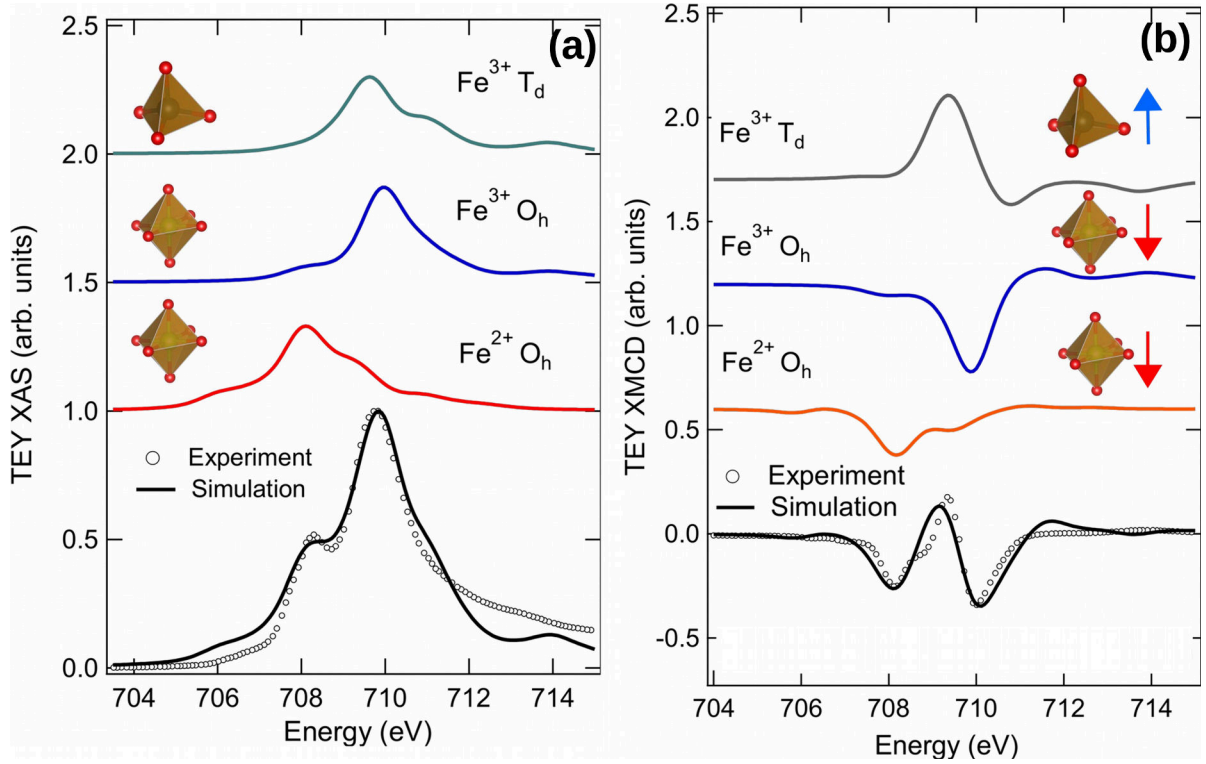 (a)
TEY XAS (arb. units)
2.5
2.0
1.5
1.0
0.5
0.0
Fe3+ Td
Fe3+ Oh
Fe2+ Oh
Experiment
Simulation
704 706 708 710 712 714
Energy (eV)
(b)
TEY XMCD (arb. units)
2.5
2.0
1.5
1.0
0.5
0.0
-0.5
Fe3+ Td
Fe3+ Oh
Fe2+ Oh
Experiment
Simulation
704 706 708 710 712 714
Energy (eV)